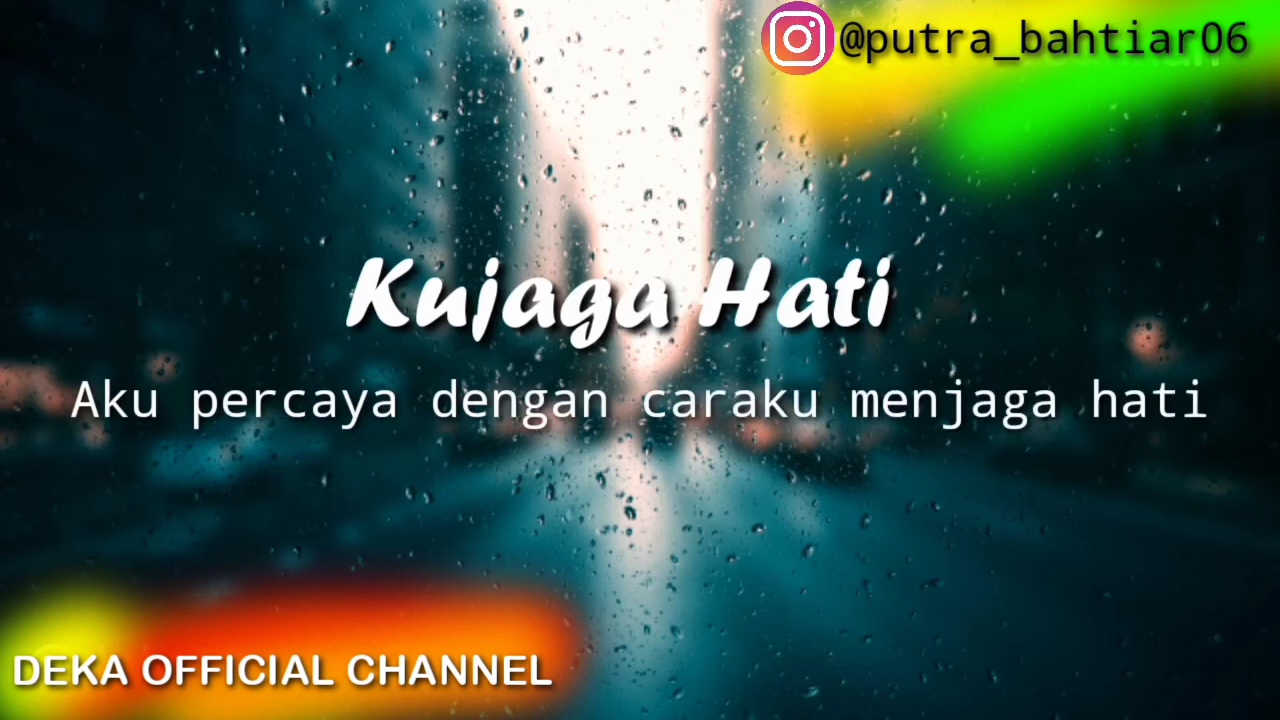 @putra_bahtiar06
Kujaga Hati
Aku percaya dengan caraku menjaga hati
DEKA OFFICIAL CHANNEL